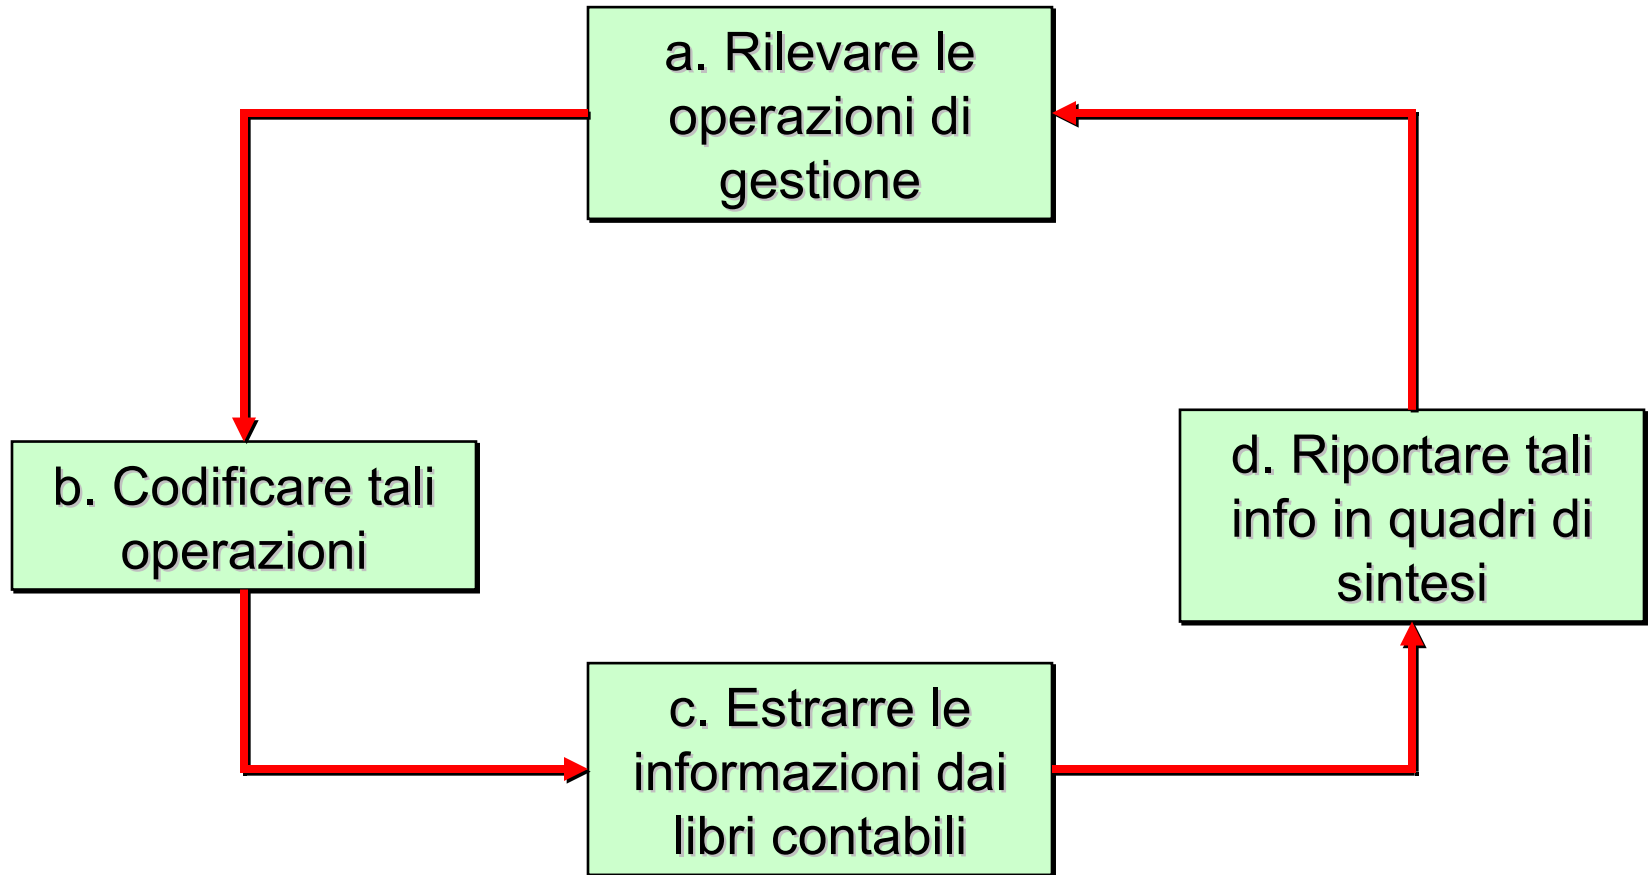 a. Rilevare le
operazioni di
gestione
b. Codificare tali
operazioni
c. Estrarre le
informazioni dai
libri contabili
d. Riportare tali
info in quadri di
sintesi